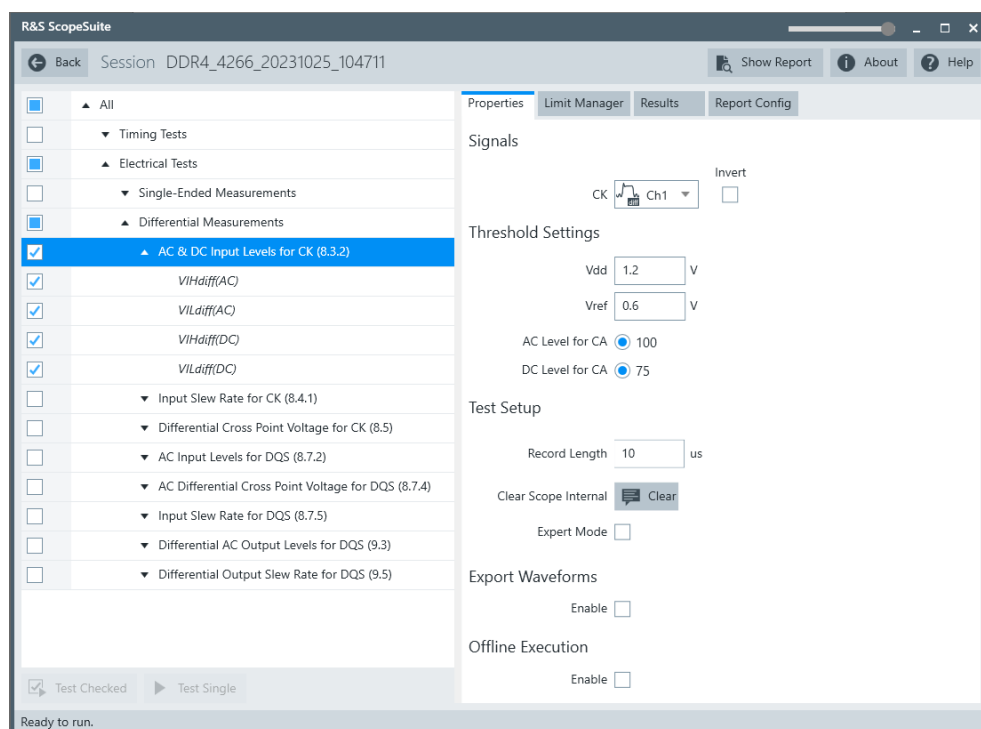 R&S ScopeSuite
Back Session DDR4_4266_20231025_104711 Show Report About Help
All
Timing Tests
Electrical Tests
Single-Ended Measurements
Differential Measurements
AC & DC Input Levels for CK (8.3.2)
VIHdiff(AC)
VILdiff(AC)
VIHdiff(DC)
VILdiff(DC)
Input Slew Rate for CK (8.4.1)
Differential Cross Point Voltage for CK (8.5)
AC Input Levels for DQS (8.7.2)
AC Differential Cross Point Voltage for DQS (8.7.4)
Input Slew Rate for DQS (8.7.5)
Differential AC Output Levels for DQS (9.3)
Differential Output Slew Rate for DQS (9.5)
Test Checked Test Single
Properties Limit Manager Results Report Config
Signals
Invert
CK diff Ch1
Threshold Settings
Vdd 1.2 V
Vref 0.6 V
AC Level for CA 100
DC Level for CA 75
Test Setup
Record Length 10 us
Clear Scope Internal Clear
Expert Mode
Export Waveforms
Enable
Offline Execution
Enable
Ready to run.